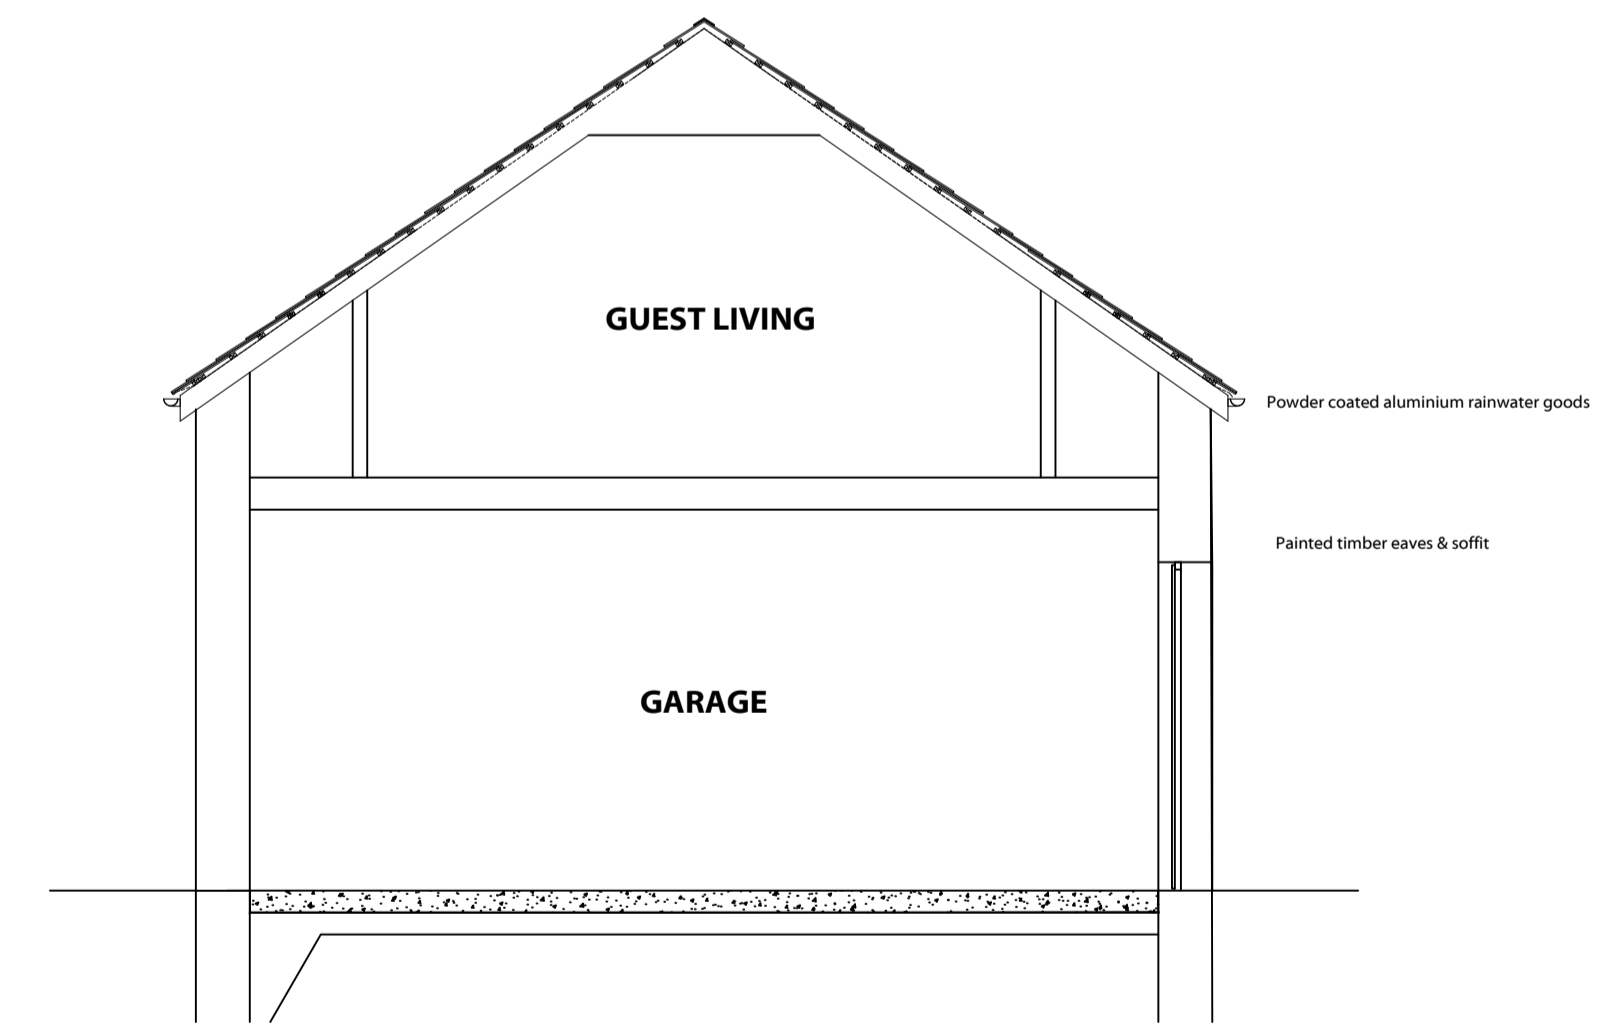 GUEST LIVING
Powder coated aluminium rainwater goods
Painted timber eaves & soffit
GARAGE